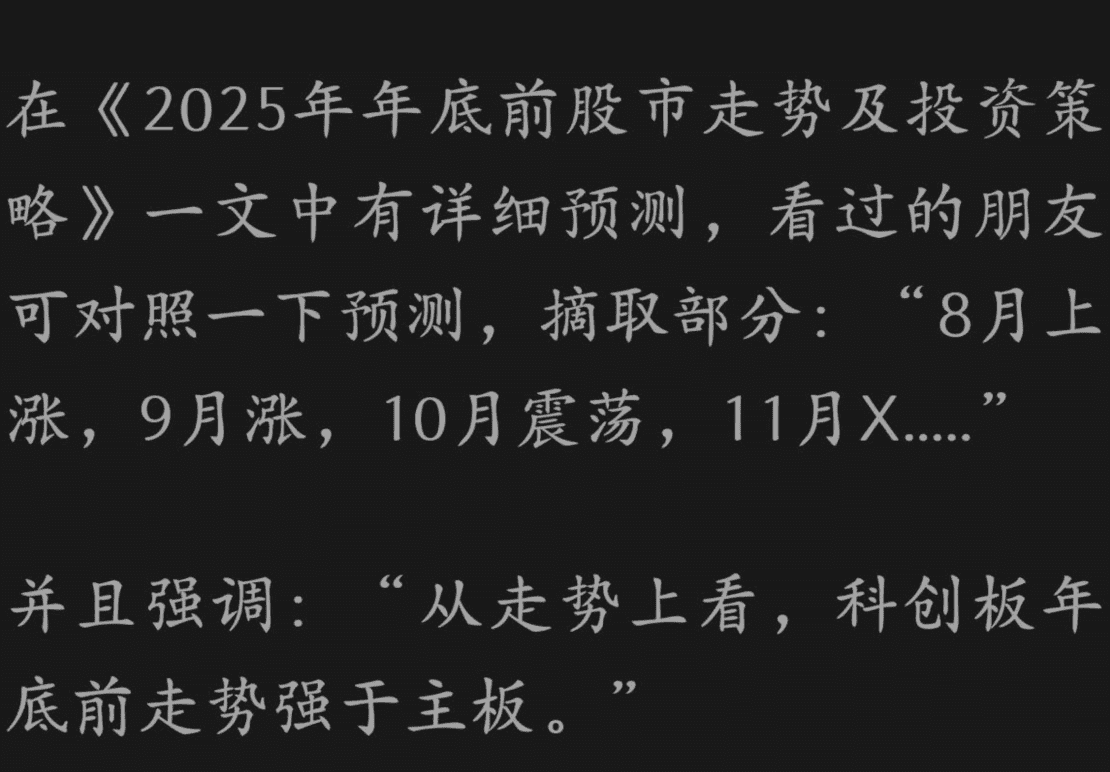 在《2025年年底前股市走势及投资策
略》一文中有详细预测，看过的朋友
可对照一下预测，摘取部分：“8月上
涨，9月涨，10月震荡，11月X.....”
并且强调：“从走势上看，科创板年
底前走势强于主板。”